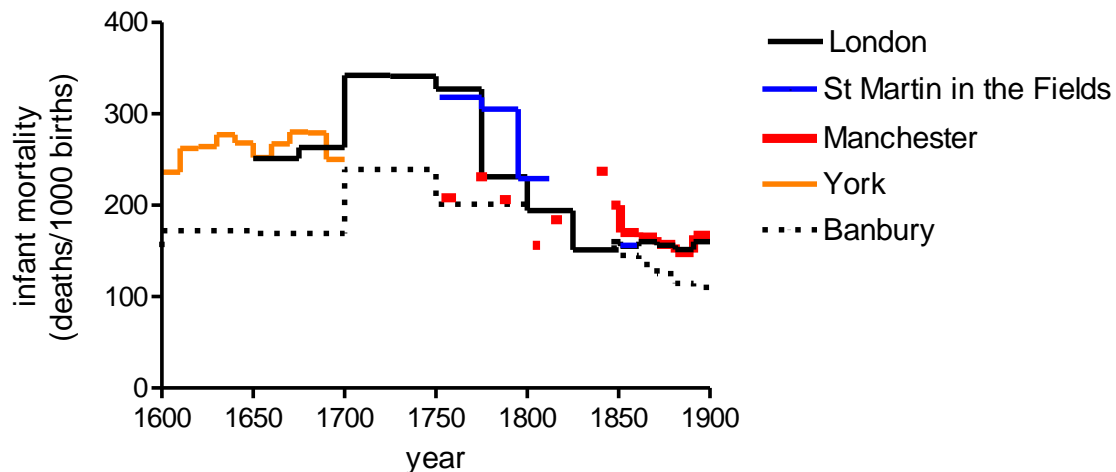 400
300
200
100
0
infant mortality
(deaths/1000 births)
1600 1650 1700 1750 1800 1850 1900
year
London
St Martin in the Fields
Manchester
York
Banbury